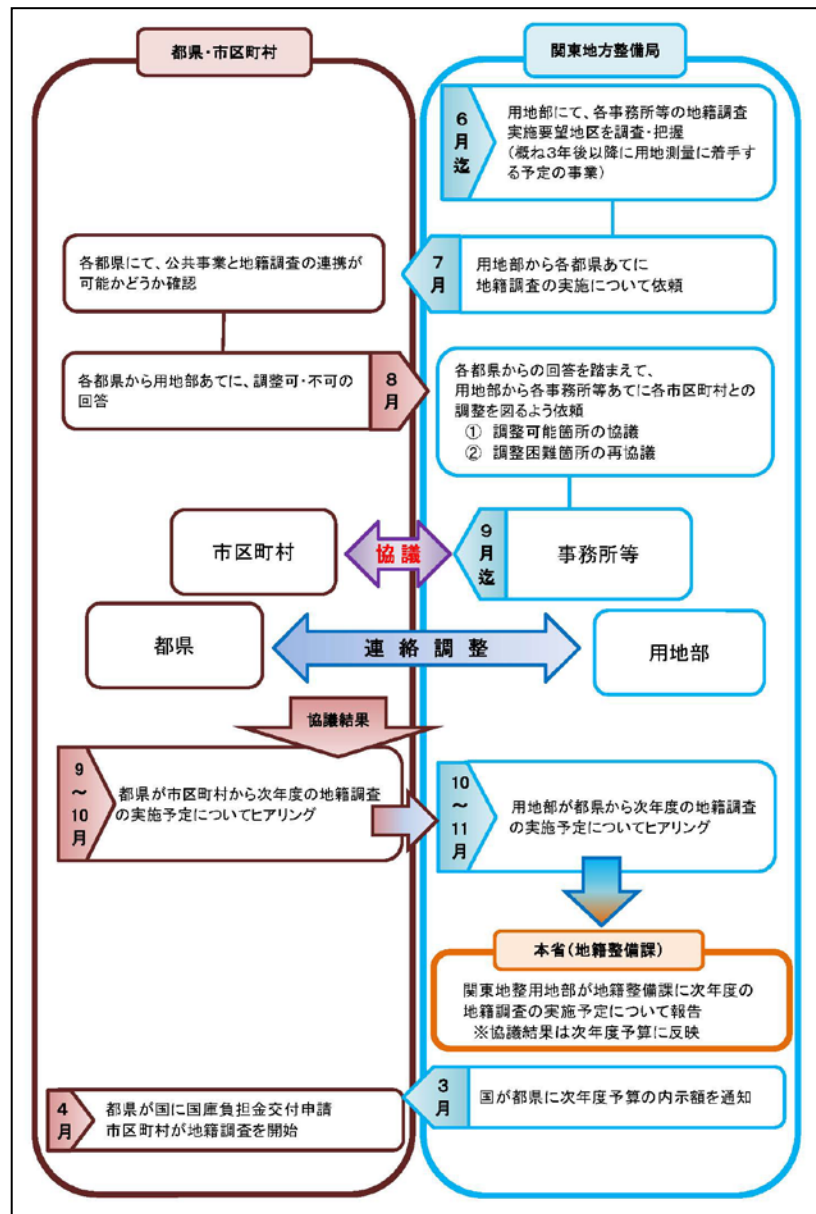 都県・市区町村
関東地方整備局
6月迄
用地部にて、各事務所等の地籍調査
実施要望地区を調査・把握
(概ね3年後以降に用地測量に着手す
る予定の事業)
7月
用地部から各都県あてに
地籍調査の実施について依頼
各都県にて、公共事業と地籍調査の連携が
可能かどうか確認
各都県から用地部あてに、調整可・不可の
回答
8月
各都県からの回答を踏まえて、
用地部から各事務所等あてに各市区町村との
調整を図るよう依頼
① 調整可能箇所の協議
② 調整困難箇所の再協議
市区町村
協議
9月迄
事務所等
都県
連絡調整
用地部
協議結果
9～10月
都県が市区町村から次年度の地籍調査
の実施予定についてヒアリング
10～11月
用地部が都県から次年度の地籍調査
の実施予定についてヒアリング
本省(地籍整備課)
関東地整用地部が地籍整備課に次年度の
地籍調査の実施予定について報告
※協議結果は次年度予算に反映
3月
国が都県に次年度予算の内示額を通知
4月
都県が国に国庫負担金交付申請
市区町村が地籍調査を開始